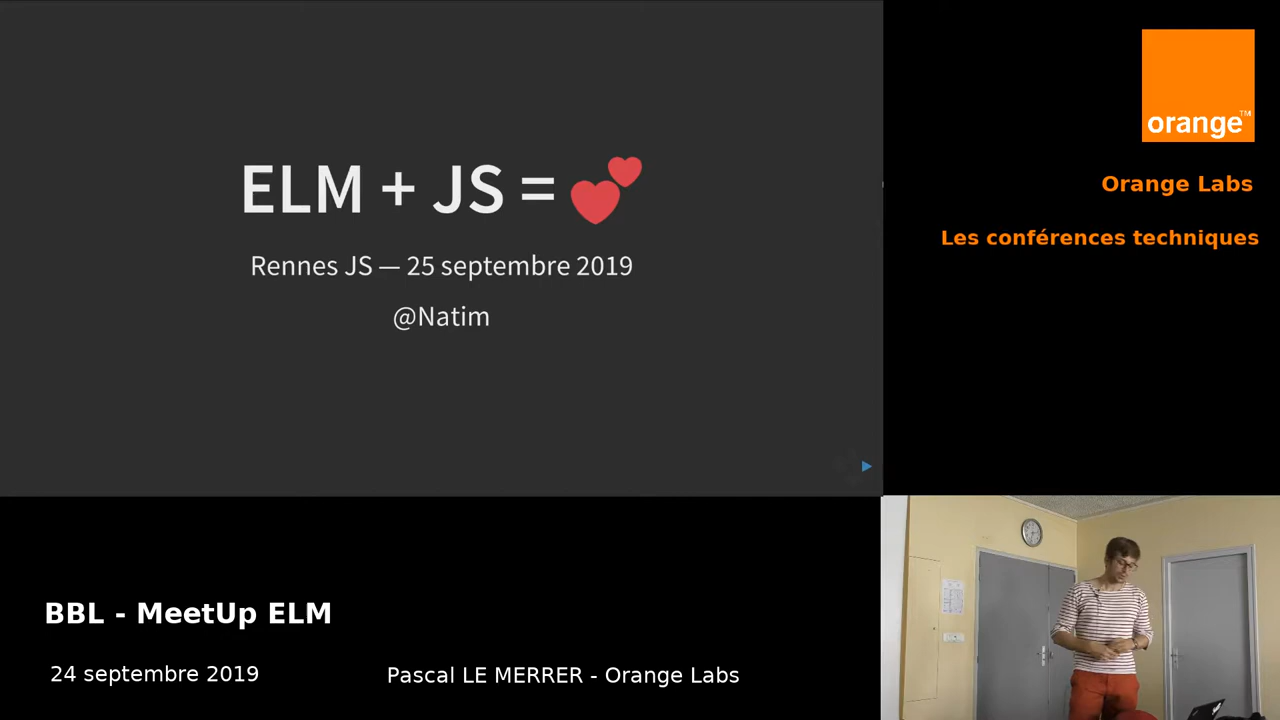 ELM + JS = 💕
Rennes JS — 25 septembre 2019
@Natim
orange™
Orange Labs
Les conférences techniques
BBL - MeetUp ELM
24 septembre 2019
Pascal LE MERRER - Orange Labs